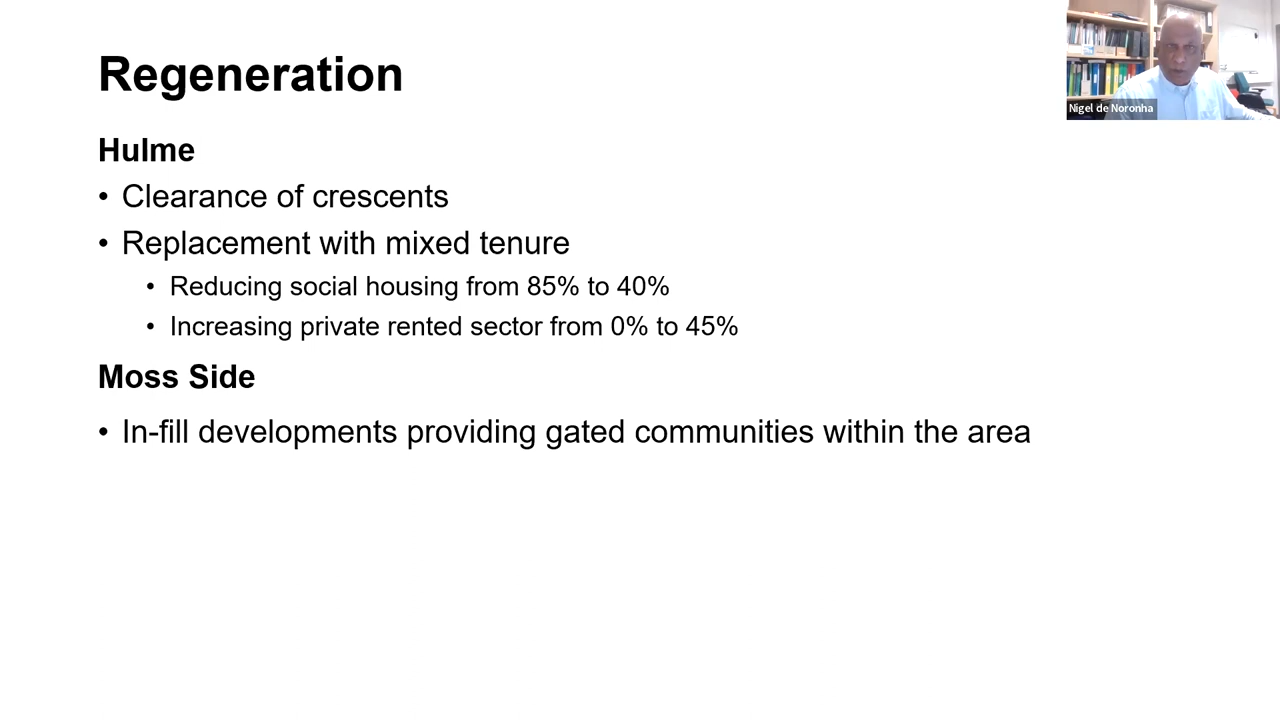 Regeneration
Nigel de Noronha
Hulme
• Clearance of crescents
• Replacement with mixed tenure
• Reducing social housing from 85% to 40%
• Increasing private rented sector from 0% to 45%
Moss Side
• In-fill developments providing gated communities within the area